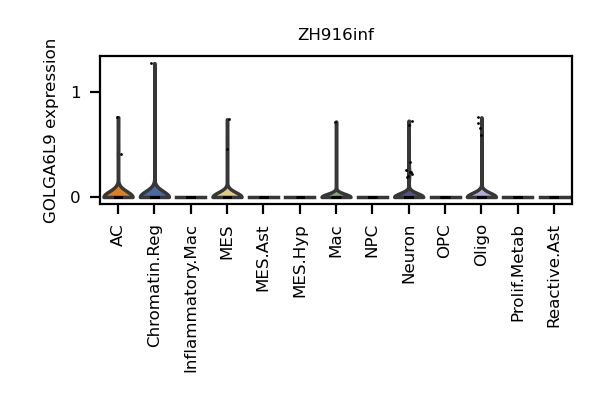 ZH916inf
GOLGA6L9 expression
1
0
AC
Chromatin.Reg
Inflammatory.Mac
MES
MES.Ast
MES.Hyp
Mac
NPC
Neuron
OPC
Oligo
Prolif.Metab
Reactive.Ast